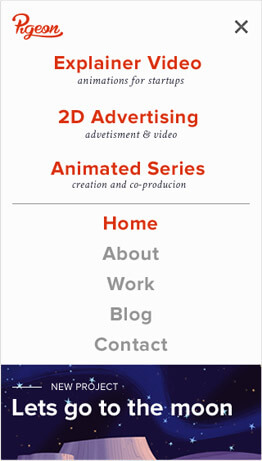 Pigeon
×
Explainer Video
animations for startups
2D Advertising
advetisment & video
Animated Series
creation and co-producion
Home
About
Work
Blog
Contact
NEW PROJECT
Lets go to the moon